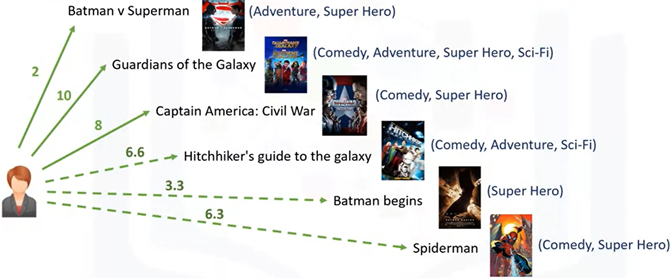 Batman v Superman (Adventure, Super Hero)
2
Guardians of the Galaxy (Comedy, Adventure, Super Hero, Sci-Fi)
10
Captain America: Civil War (Comedy, Super Hero)
8
Hitchhiker's guide to the galaxy (Comedy, Adventure, Sci-Fi)
6.6
Batman begins (Super Hero)
3.3
Spiderman (Comedy, Super Hero)
6.3